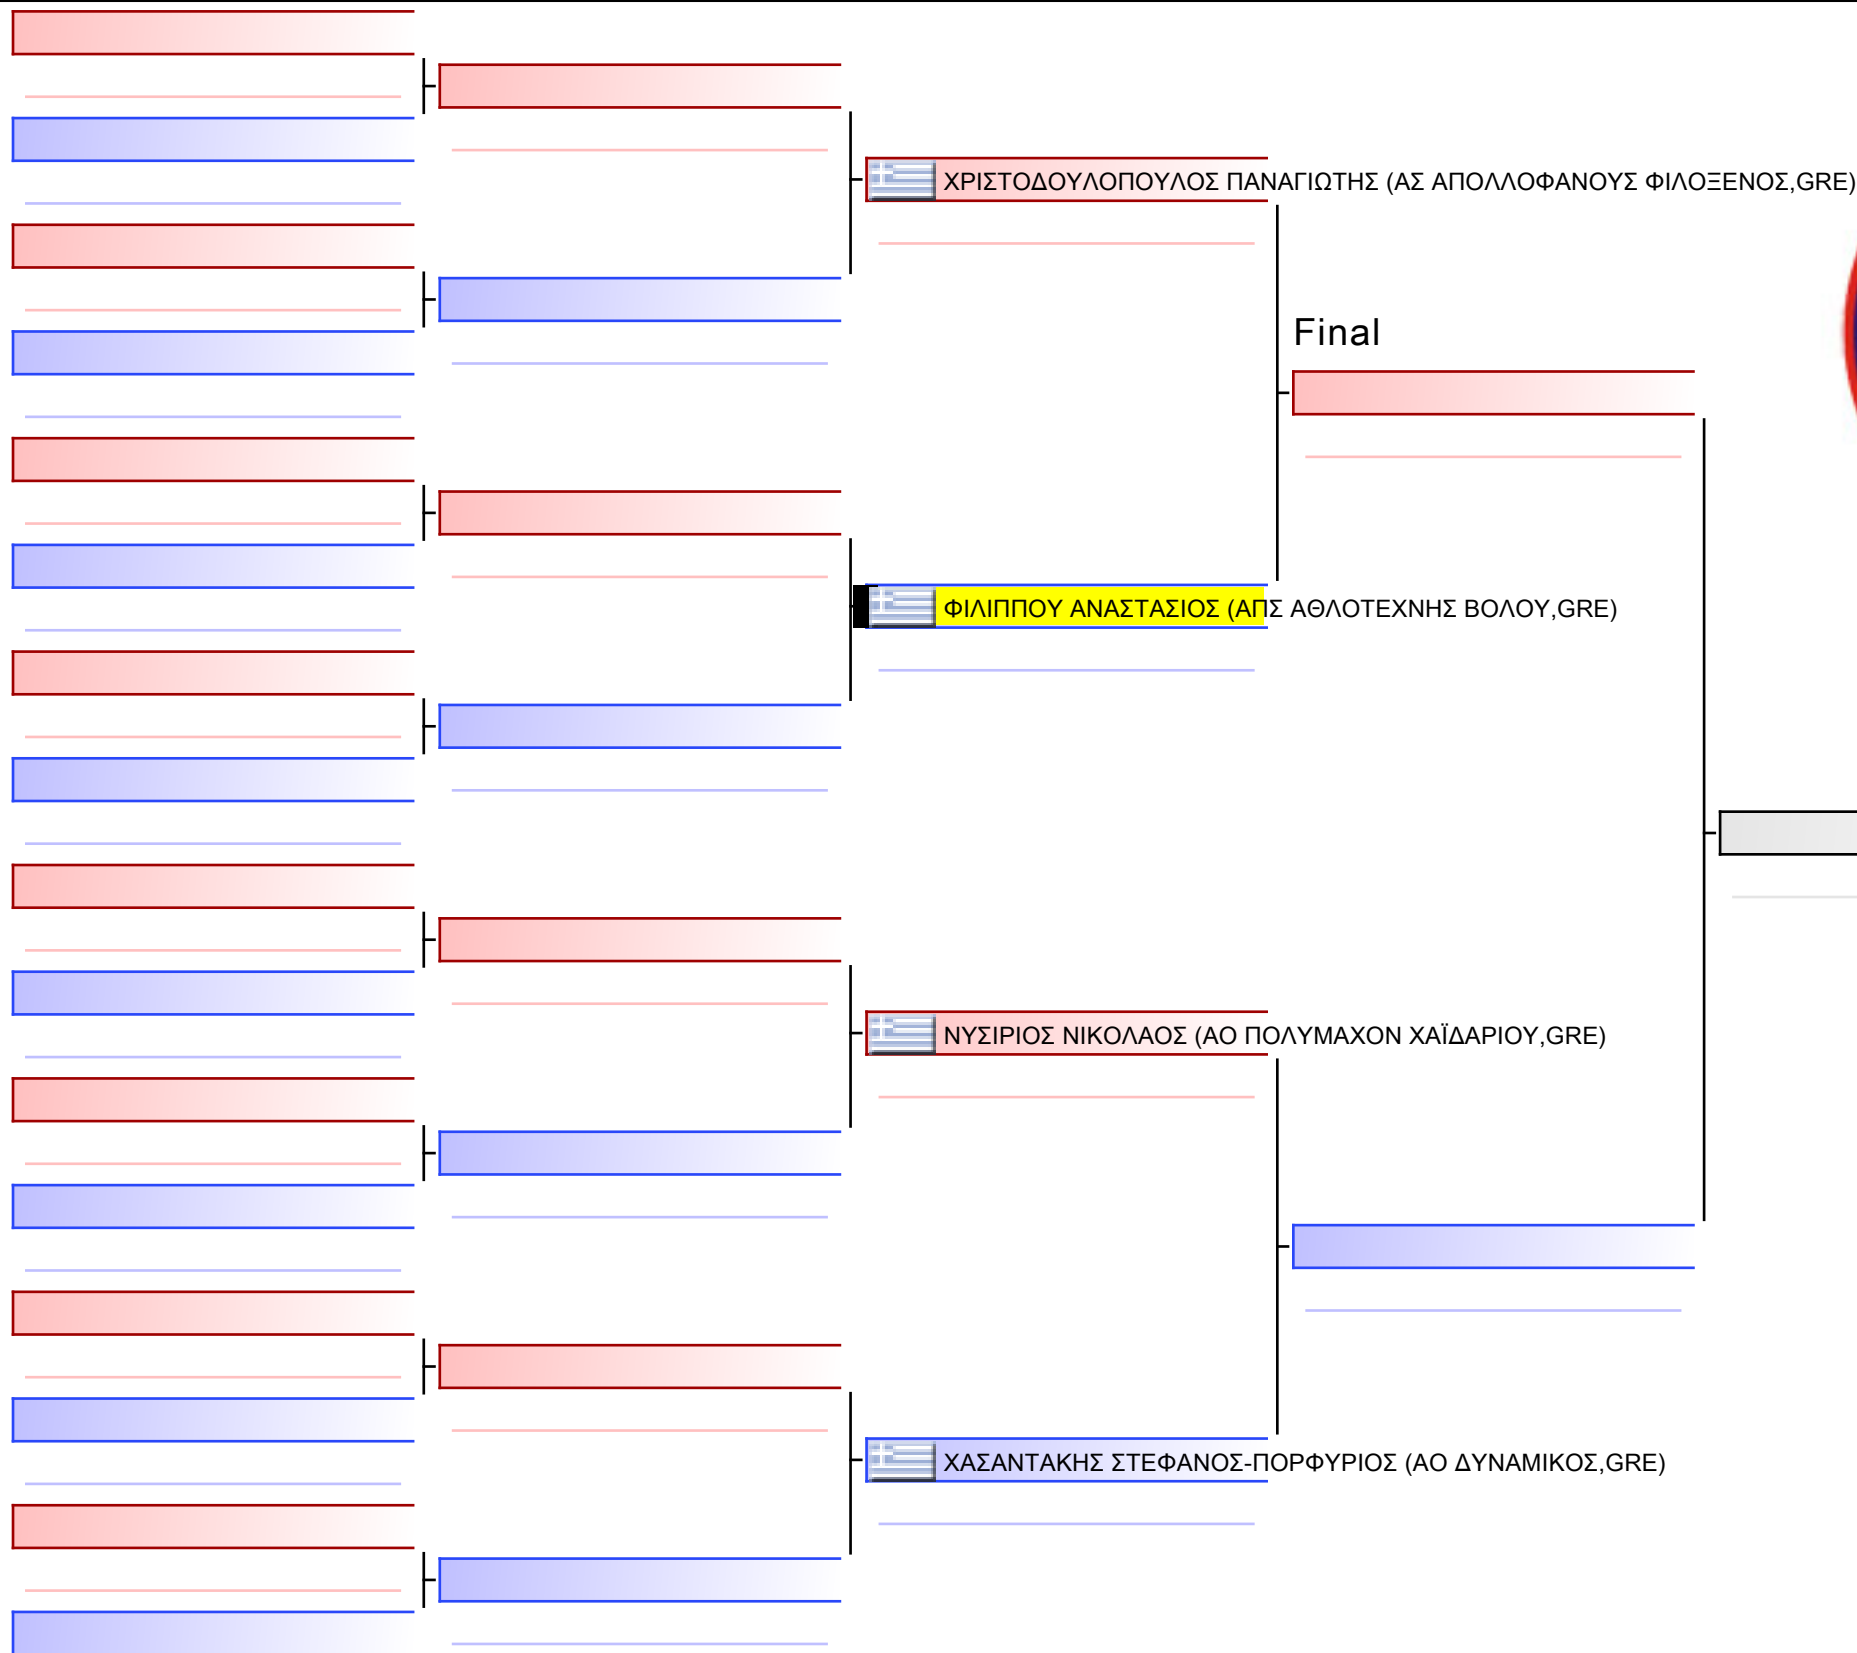 ΧΡΙΣΤΟΔΟΥΛΟΠΟΥΛΟΣ ΠΑΝΑΓΙΩΤΗΣ (ΑΣ ΑΠΟΛΛΟΦΑΝΟΥΣ ΦΙΛΟΞΕΝΟΣ,GRE)
Final
ΦΙΛΙΠΠΟΥ ΑΝΑΣΤΑΣΙΟΣ (ΑΠΣ ΑΘΛΟΤΕΧΝΗΣ ΒΟΛΟΥ,GRE)
ΝΥΣΙΡΙΟΣ ΝΙΚΟΛΑΟΣ (ΑΟ ΠΟΛΥΜΑΧΟΝ ΧΑΪΔΑΡΙΟΥ,GRE)
ΧΑΣΑΝΤΑΚΗΣ ΣΤΕΦΑΝΟΣ-ΠΟΡΦΥΡΙΟΣ (ΑΟ ΔΥΝΑΜΙΚΟΣ,GRE)